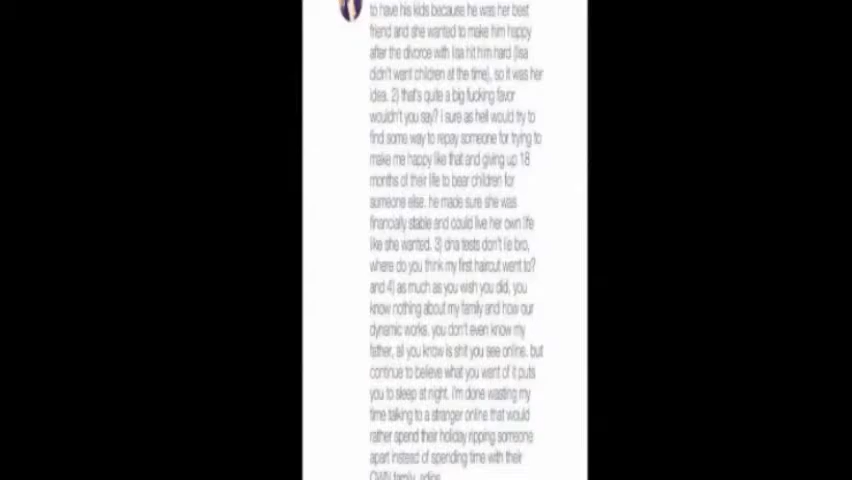 to have his kids because he was her best
friend and she wanted to make him happy
after the divorce with lisa hit him hard (lisa
didn't want children at the time), so it was her
idea. 2) that's quite a big fucking favor
wouldn't you say? i sure as hell would try to
find some way to repay someone for trying to
make me happy like that and giving up 18
months of their life to bear children for
someone else. he made sure she was
financially stable and could live her own life
like she wanted. 3) dna tests don't lie bro,
where do you think my first haircut went to?
and 4) as much as you wish you did, you
know nothing about my family and how our
dynamic works. you don't even know my
father, all you know is shit you see online. but
continue to believe what you want of it puts
you to sleep at night. I'm done wasting my
time talking to a stranger online that would
rather spend their holiday ripping someone
apart instead of spending time with their
OWN family. adios